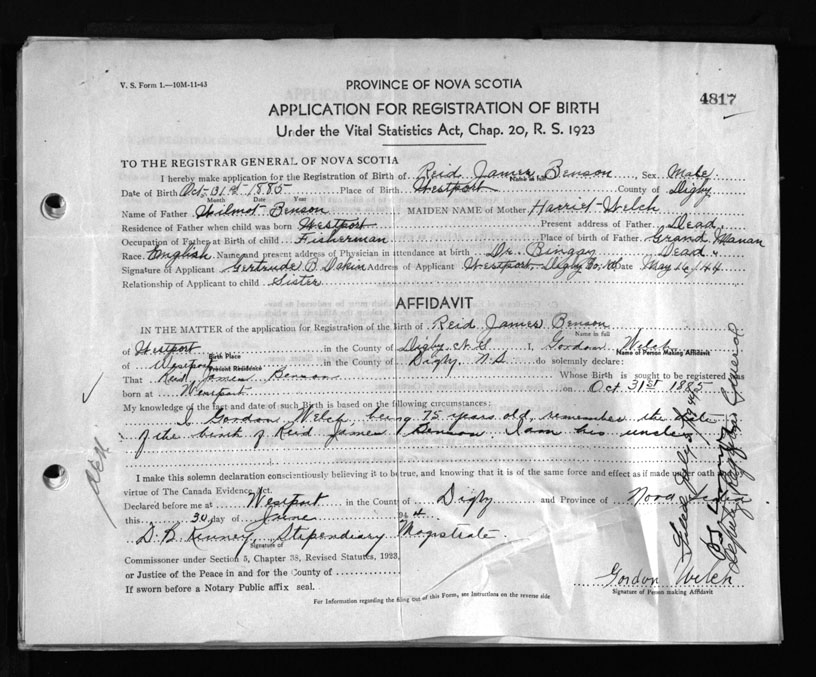 V. S. Form 1.—10M-11-43
PROVINCE OF NOVA SCOTIA
4817
APPLICATION FOR REGISTRATION OF BIRTH
Under the Vital Statistics Act, Chap. 20, R. S. 1923
TO THE REGISTRAR GENERAL OF NOVA SCOTIA
I hereby make application for the Registration of Birth of Reid James Benson, Sex Male
Name in full
Date of Birth Oct 31st 1885 Place of Birth Westport County of Digby
Month Date Year
Name of Father Wilmot Benson MAIDEN NAME of Mother Harriet Welch
Residence of Father when child was born Westport Present address of Father Dead
Occupation of Father at Birth of child Fisherman Place of birth of Father Grand Manan
Race English Name and present address of Physician in attendance at birth Dr. Bingay Dead
Signature of Applicant Gertrude B Dakin Address of Applicant Westport, Digby Co, NS Date May 26/44
Relationship of Applicant to child Sister
AFFIDAVIT
IN THE MATTER of the application for Registration of the Birth of Reid James Benson
Name in full
of Westport in the County of Digby N.S I, Gordon Welch
Birth Place Name of Person Making Affidavit
of Westport in the County of Digby N.S do solemnly declare:
Present Residence
That Reid James Benson Whose Birth is sought to be registered was
born at Westport on Oct 31st 1885
My knowledge of the fact and date of such Birth is based on the following circumstances:
I Gordon Welch, being 75 years old, remember the date
of the birth of Reid James Benson. I am his uncle
I make this solemn declaration conscientiously believing it to be true, and knowing that it is of the same force and effect as if made under oath and
virtue of The Canada Evidence Act.
Declared before me at Westport in the County of Digby and Province of Nova Scotia
this 30 day of June 1944
D. B Kinney, Stipendiary Magistrate
Signature of
Commissioner under Section 5, Chapter 38, Revised Statutes, 1923,
or Justice of the Peace in and for the County of
If sworn before a Notary Public affix seal.
Gordon Welch
Signature of Person making Affidavit
For Information regarding the filling out of this Form, see Instructions on the reverse side
Deputy Registrar General